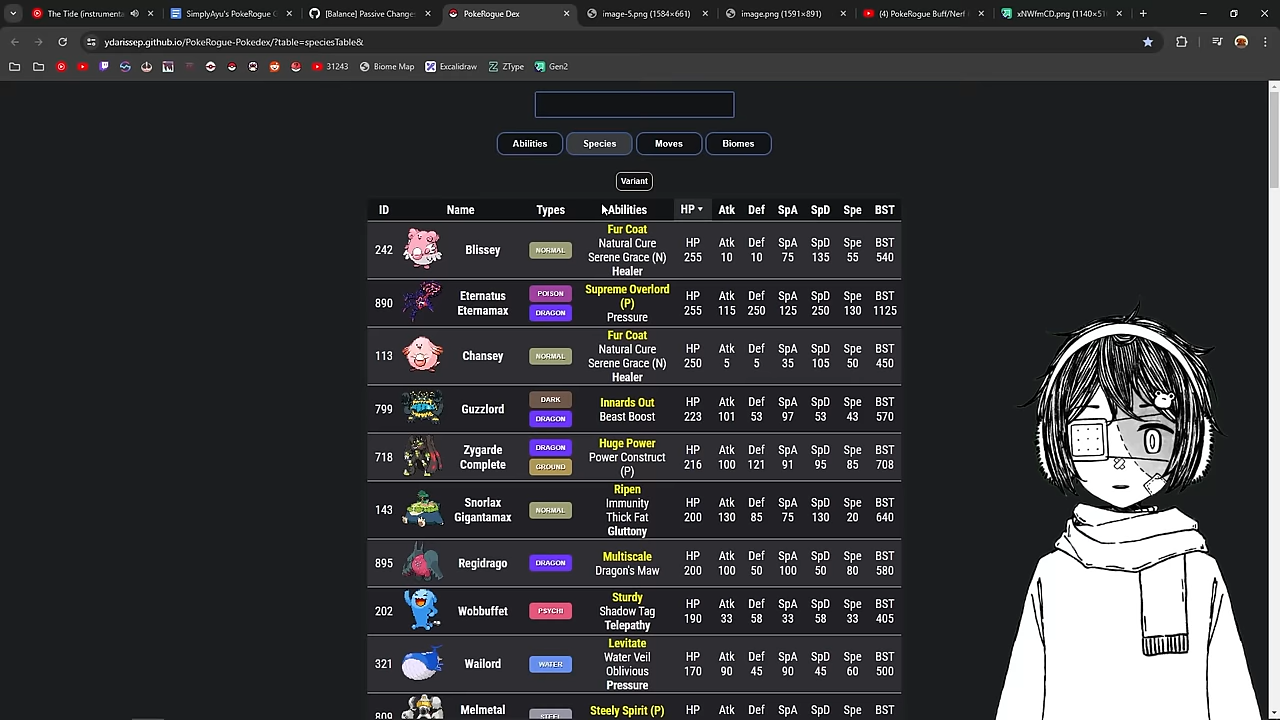 The Tide (instrumenta
SimplyAyu's PokeRogue C
[Balance] Passive Change
PokeRogue Dex
image-5.png (1584×661)
image.png (1591×891)
(4) PokeRogue Buff/Nerf
xNWfmCD.png (1140×51
ydarissep.github.io/PokeRogue-Pokedex/?table=speciesTable&
31243
Biome Map
Excalidraw
ZType
Gen2
Abilities
Species
Moves
Biomes
Variant
ID Name Types Abilities HP Atk Def SpA SpD Spe BST
242 Blissey NORMAL
Fur Coat
Natural Cure
Serene Grace (N)
Healer
HP Atk Def SpA SpD Spe BST
255 10 10 75 135 55 540
890 Eternatus
Eternamax
POISON
DRAGON
Supreme Overlord
(P)
Pressure
HP Atk Def SpA SpD Spe BST
255 115 250 125 250 130 1125
113 Chansey NORMAL
Fur Coat
Natural Cure
Serene Grace (N)
Healer
HP Atk Def SpA SpD Spe BST
250 5 5 35 105 50 450
799 Guzzlord
DARK
DRAGON
Innards Out
Beast Boost
HP Atk Def SpA SpD Spe BST
223 101 53 97 53 43 570
718 Zygarde
Complete
DRAGON
GROUND
Huge Power
Power Construct
(P)
HP Atk Def SpA SpD Spe BST
216 100 121 91 95 85 708
143 Snorlax
Gigantamax
NORMAL
Ripen
Immunity
Thick Fat
Gluttony
HP Atk Def SpA SpD Spe BST
200 130 85 75 130 20 640
895 Regidrago DRAGON
Multiscale
Dragon's Maw
HP Atk Def SpA SpD Spe BST
200 100 50 100 50 80 580
202 Wobbuffet PSYCHI
Sturdy
Shadow Tag
Telepathy
HP Atk Def SpA SpD Spe BST
190 33 58 33 58 33 405
321 Wailord WATER
Levitate
Water Veil
Oblivious
Pressure
HP Atk Def SpA SpD Spe BST
170 90 45 90 45 60 500
809 Melmetal STEEL
Steely Spirit (P)
HP Atk Def SpA SpD Spe BST